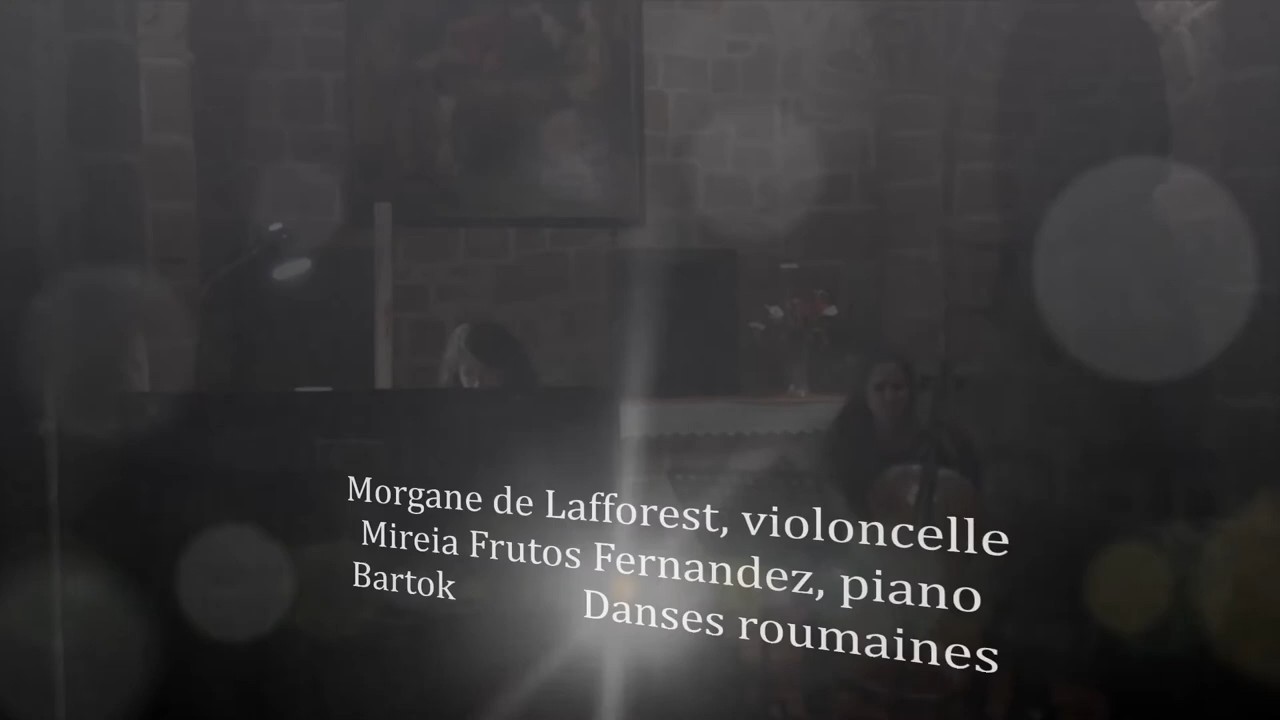 Morgane de Lafforest, violoncelle
Mireia Frutos Fernandez, piano
Bartok Danses roumaines